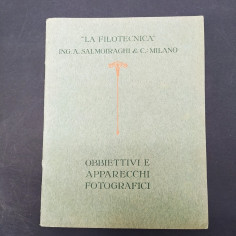 "LA FILOTECNICA"
ING. A. SALMOIRAGHI & C. - MILANO
OBBIETTIVI E
APPARECCHI
FOTOGRAFICI